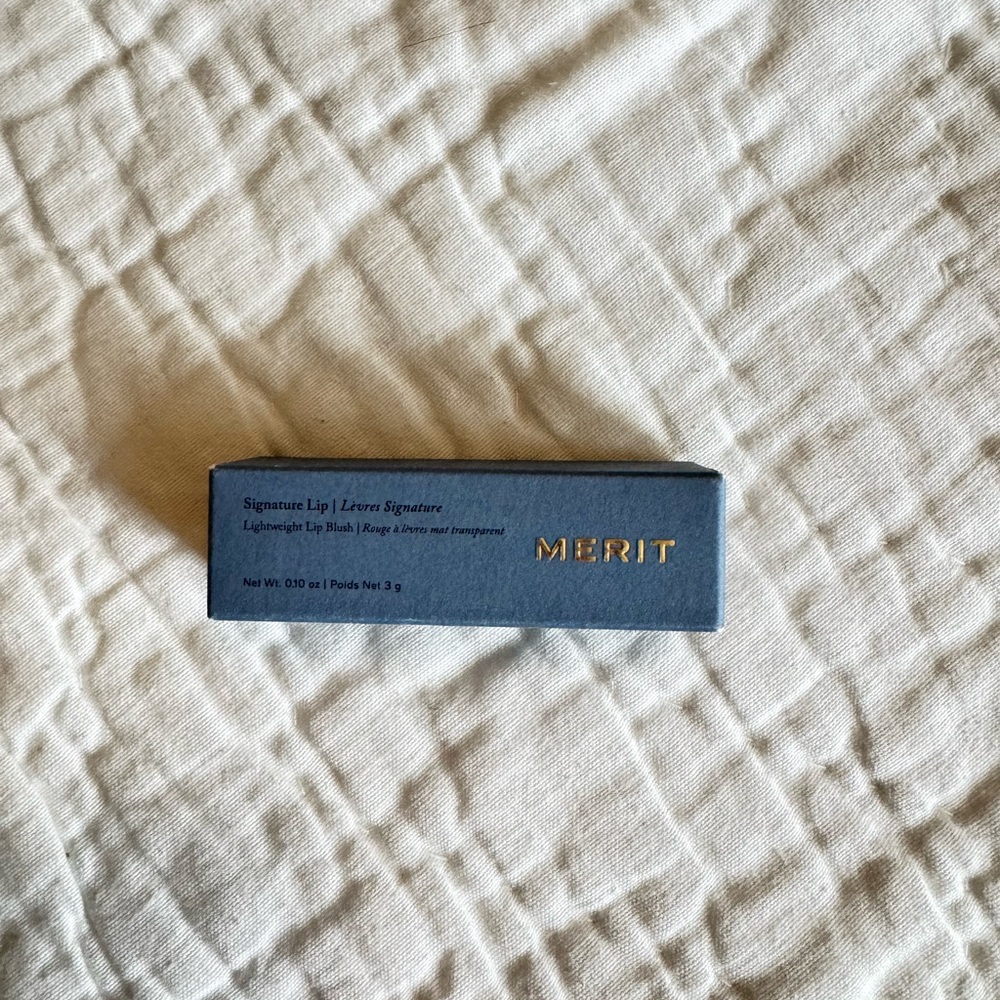 Signature Lip | Lèvres Signature
Lightweight Lip Blush | Rouge à lèvres mat transparent
MERIT
Net Wt. 0.10 oz | Poids Net 3 g